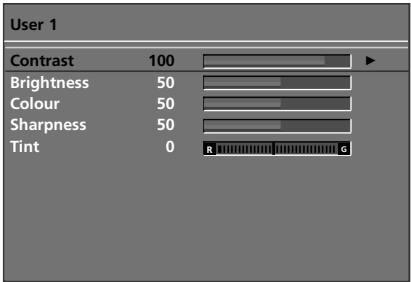 User 1
Contrast 100 ►
Brightness 50
Colour 50
Sharpness 50
Tint 0 R G